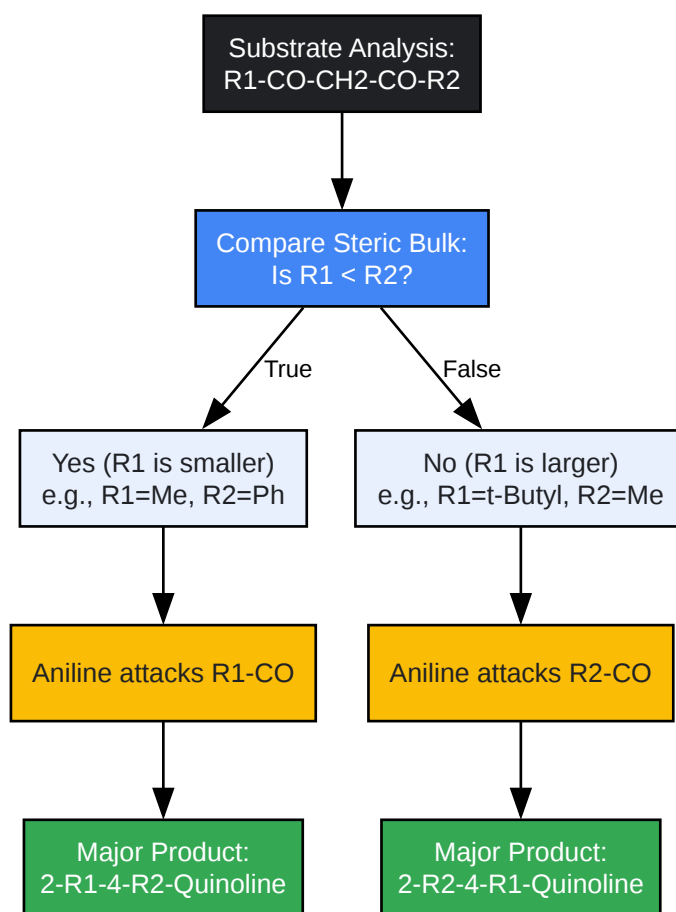 Substrate Analysis:
R1-CO-CH2-CO-R2
Compare Steric Bulk:
Is R1 < R2?
True
False
Yes (R1 is smaller)
e.g., R1=Me, R2=Ph
No (R1 is larger)
e.g., R1=t-Butyl, R2=Me
Aniline attacks R1-CO
Aniline attacks R2-CO
Major Product:
2-R1-4-R2-Quinoline
Major Product:
2-R2-4-R1-Quinoline